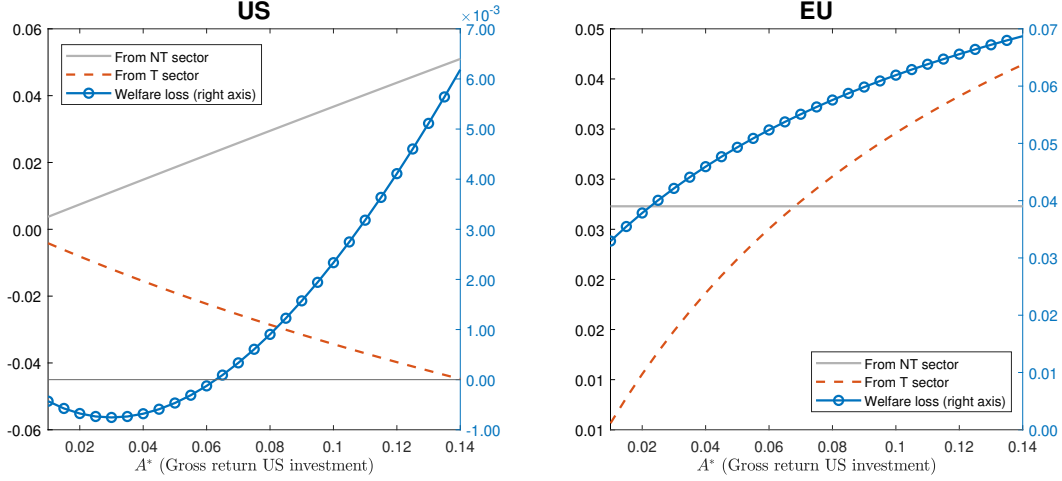 US
×10⁻³
0.06
0.04
0.02
0.00
-0.02
-0.04
-0.06
7.00
6.00
5.00
4.00
3.00
2.00
1.00
0.00
-1.00
From NT sector
From T sector
Welfare loss (right axis)
0.02 0.04 0.06 0.08 0.1 0.12 0.14
A* (Gross return US investment)
EU
0.05
0.04
0.03
0.03
0.03
0.02
0.02
0.01
0.01
0.07
0.06
0.05
0.04
0.03
0.02
0.01
0.00
From NT sector
From T sector
Welfare loss (right axis)
0.02 0.04 0.06 0.08 0.1 0.12 0.14
A* (Gross return US investment)